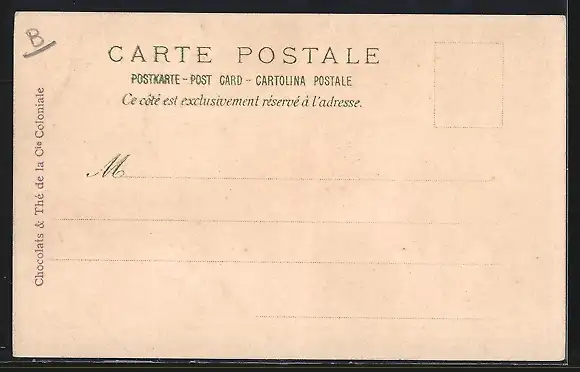 B
CARTE POSTALE
POSTKARTE - POST CARD - CARTOLINA POSTALE
Ce côté est exclusivement réservé à l'adresse.
M
Chocolats & Thé de la Cie Coloniale